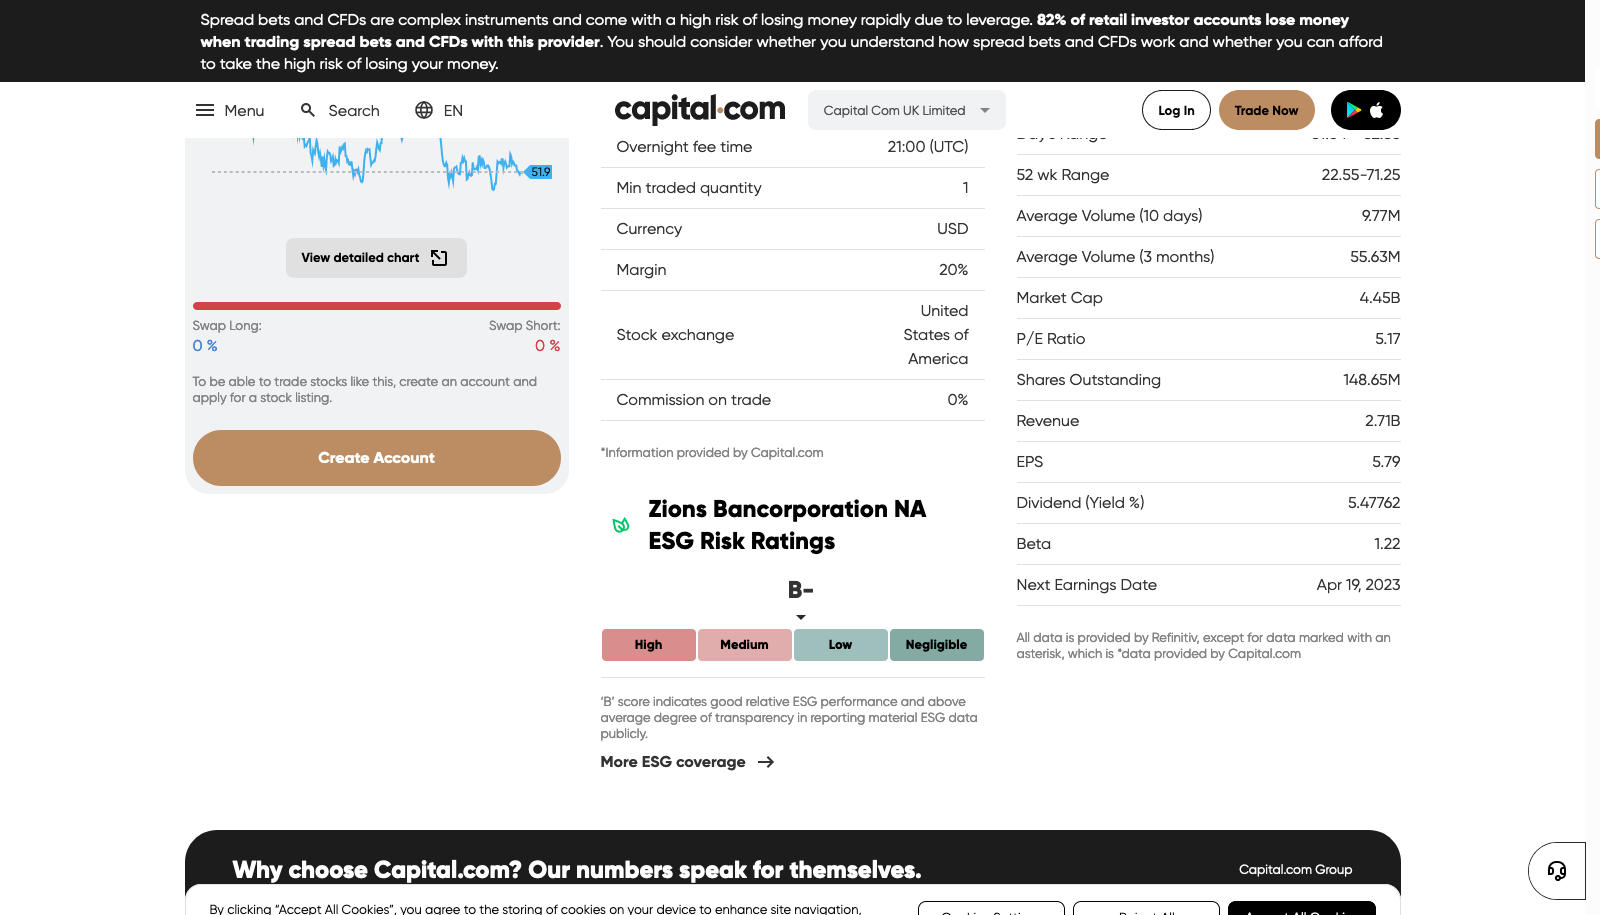 Spread bets and CFDs are complex instruments and come with a high risk of losing money rapidly due to leverage. 82% of retail investor accounts lose money
when trading spread bets and CFDs with this provider. You should consider whether you understand how spread bets and CFDs work and whether you can afford
to take the high risk of losing your money.
Menu
Search
EN
capital.com
Capital Com UK Limited
Log In
Trade Now
51.9
View detailed chart
Swap Long:
Swap Short:
0 %
0 %
To be able to trade stocks like this, create an account and
apply for a stock listing.
Create Account
Overnight fee time 21:00 (UTC)
Min traded quantity 1
Currency USD
Margin 20%
Stock exchange United
States of
America
Commission on trade 0%
*Information provided by Capital.com
Zions Bancorporation NA
ESG Risk Ratings
B-
High Medium Low Negligible
'B' score indicates good relative ESG performance and above
average degree of transparency in reporting material ESG data
publicly.
More ESG coverage
52 wk Range 22.55-71.25
Average Volume (10 days) 9.77M
Average Volume (3 months) 55.63M
Market Cap 4.45B
P/E Ratio 5.17
Shares Outstanding 148.65M
Revenue 2.71B
EPS 5.79
Dividend (Yield %) 5.47762
Beta 1.22
Next Earnings Date Apr 19, 2023
All data is provided by Refinitiv, except for data marked with an
asterisk, which is *data provided by Capital.com
Why choose Capital.com? Our numbers speak for themselves.
Capital.com Group
By clicking "Accept All Cookies", you agree to the storing of cookies on your device to enhance site navigation,